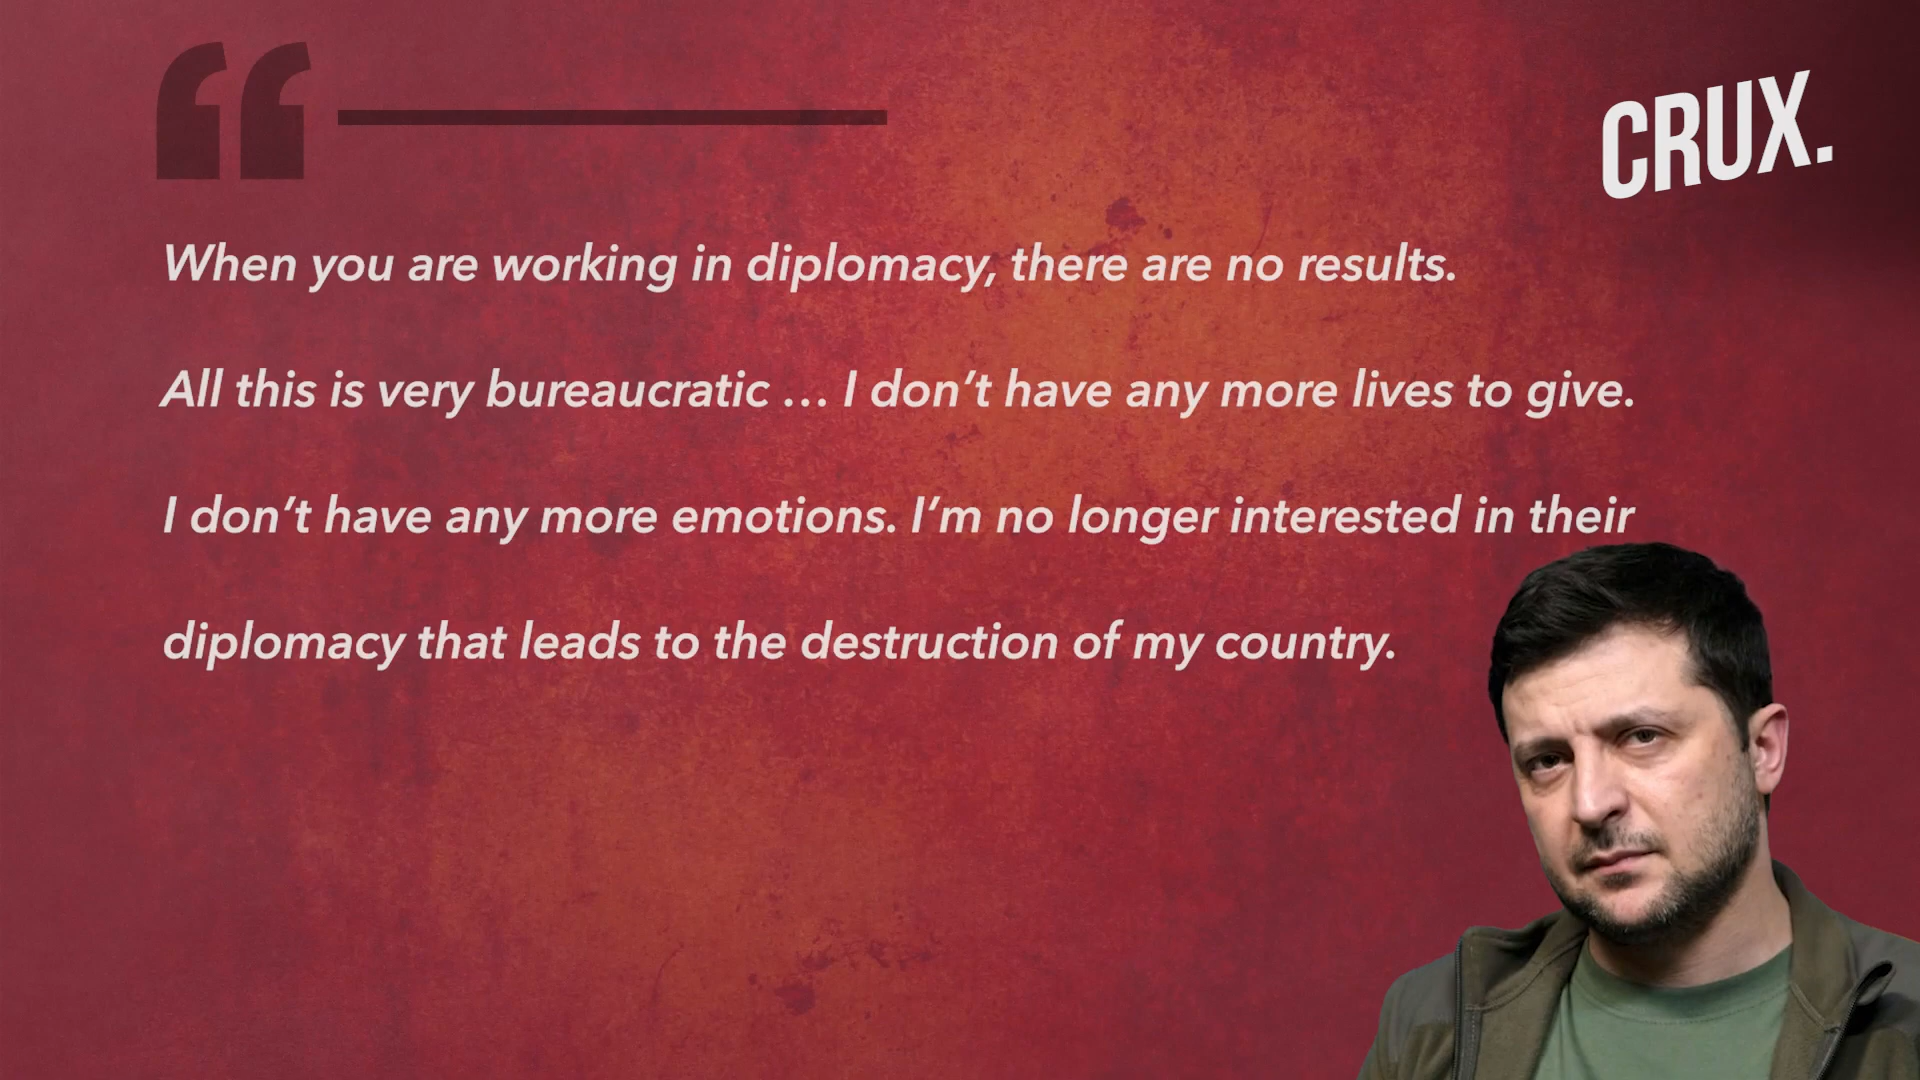 CRUX.
When you are working in diplomacy, there are no results.
All this is very bureaucratic … I don’t have any more lives to give.
I don’t have any more emotions. I’m no longer interested in their
diplomacy that leads to the destruction of my country.